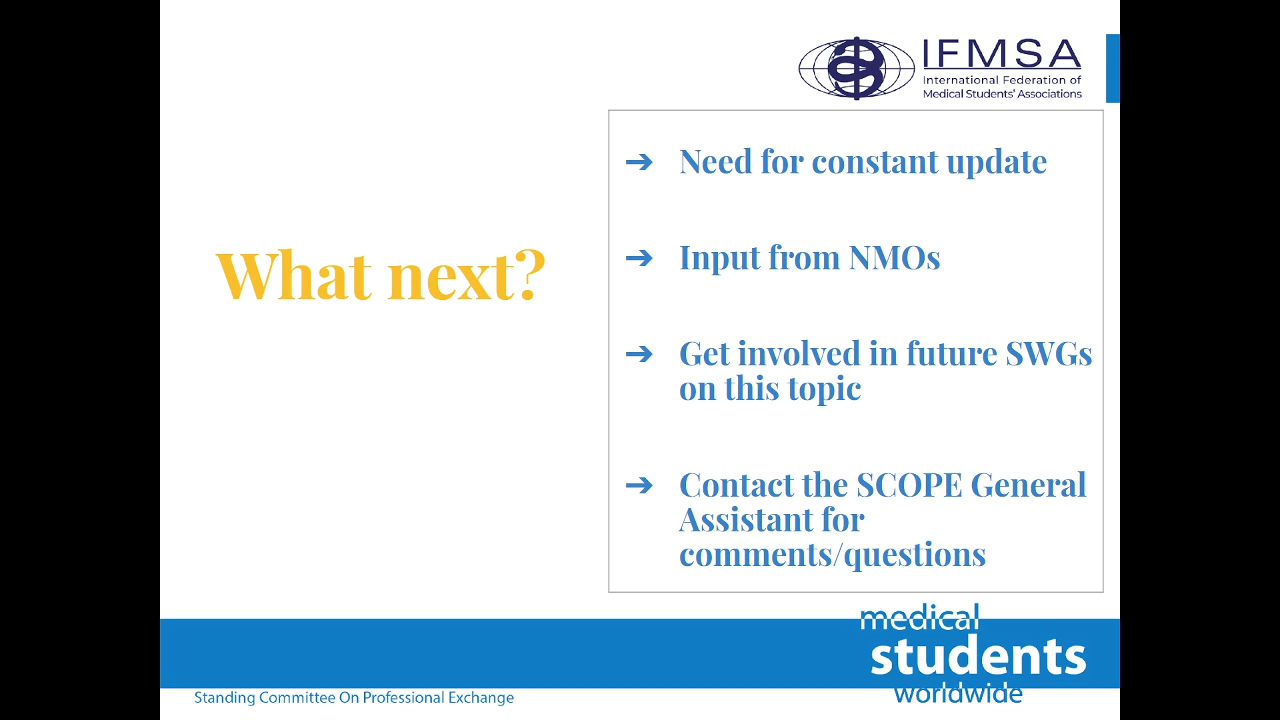 IFMSA
International Federation of
Medical Students' Associations
What next?
➔ Need for constant update
➔ Input from NMOs
➔ Get involved in future SWGs
on this topic
➔ Contact the SCOPE General
Assistant for
comments/questions
medical
students
worldwide
Standing Committee On Professional Exchange